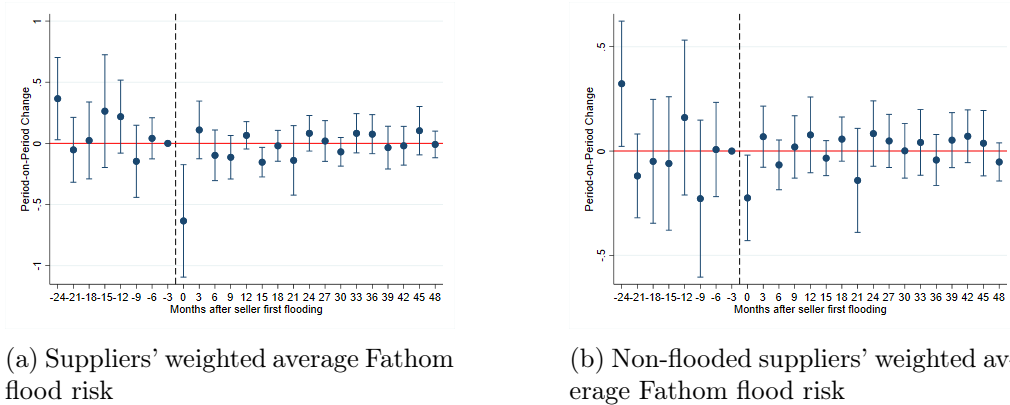 Period-on-Period Change
1
.5
0
-.5
-1
-24 -21 -18 -15 -12 -9 -6 -3 0 3 6 9 12 15 18 21 24 27 30 33 36 39 42 45 48
Months after seller first flooding
(a) Suppliers' weighted average Fathom
flood risk
Period-on-Period Change
.5
0
-.5
-24 -21 -18 -15 -12 -9 -6 -3 0 3 6 9 12 15 18 21 24 27 30 33 36 39 42 45 48
Months after seller first flooding
(b) Non-flooded suppliers' weighted av-
erage Fathom flood risk